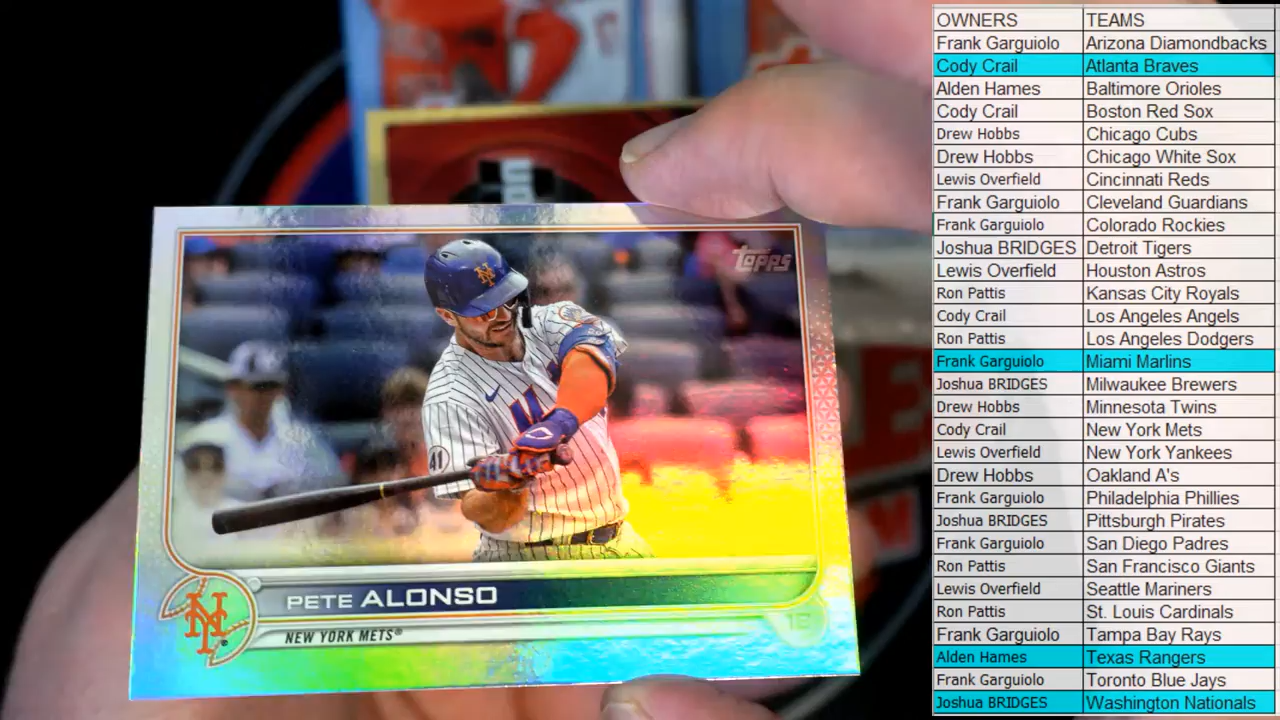 OWNERS TEAMS
Frank Garguiolo Arizona Diamondbacks
Cody Crail Atlanta Braves
Alden Hames Baltimore Orioles
Cody Crail Boston Red Sox
Drew Hobbs Chicago Cubs
Drew Hobbs Chicago White Sox
Lewis Overfield Cincinnati Reds
Frank Garguiolo Cleveland Guardians
Frank Garguiolo Colorado Rockies
Joshua BRIDGES Detroit Tigers
Lewis Overfield Houston Astros
Ron Pattis Kansas City Royals
Cody Crail Los Angeles Angels
Ron Pattis Los Angeles Dodgers
Frank Garguiolo Miami Marlins
Joshua BRIDGES Milwaukee Brewers
Drew Hobbs Minnesota Twins
Cody Crail New York Mets
Lewis Overfield New York Yankees
Drew Hobbs Oakland A's
Frank Garguiolo Philadelphia Phillies
Joshua BRIDGES Pittsburgh Pirates
Frank Garguiolo San Diego Padres
Ron Pattis San Francisco Giants
Lewis Overfield Seattle Mariners
Ron Pattis St. Louis Cardinals
Frank Garguiolo Tampa Bay Rays
Alden Hames Texas Rangers
Frank Garguiolo Toronto Blue Jays
Joshua BRIDGES Washington Nationals
Topps
NY
41
PETE ALONSO
NY
NEW YORK METS®
1B